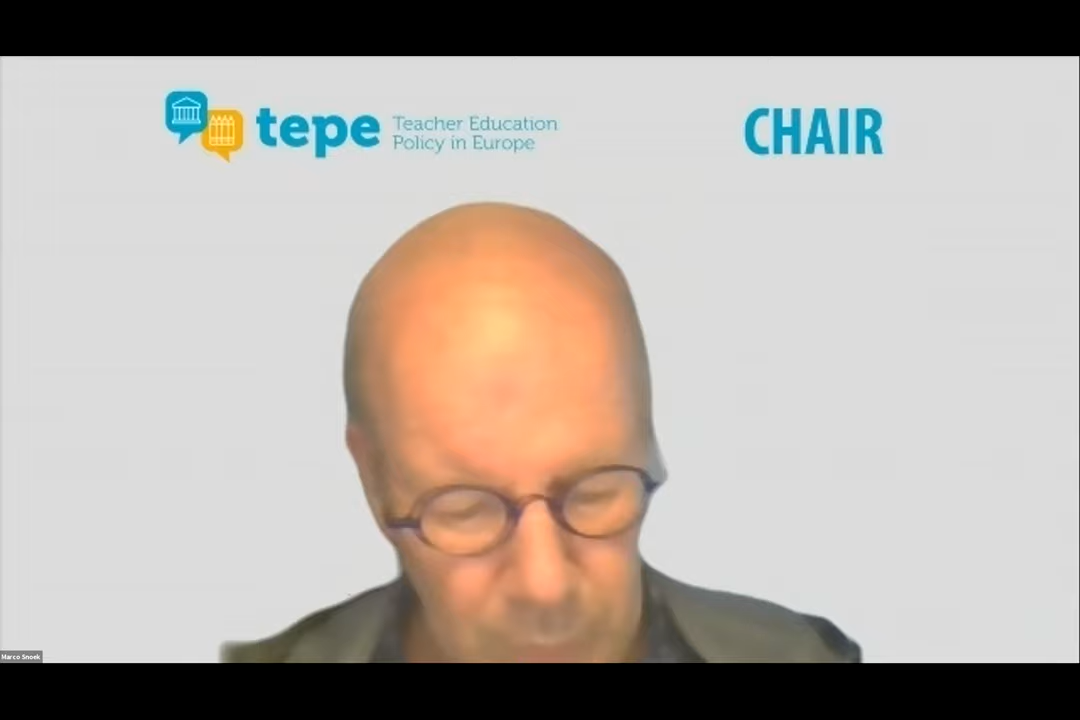 tepe
Teacher Education
Policy in Europe
CHAIR
Marco Snoek